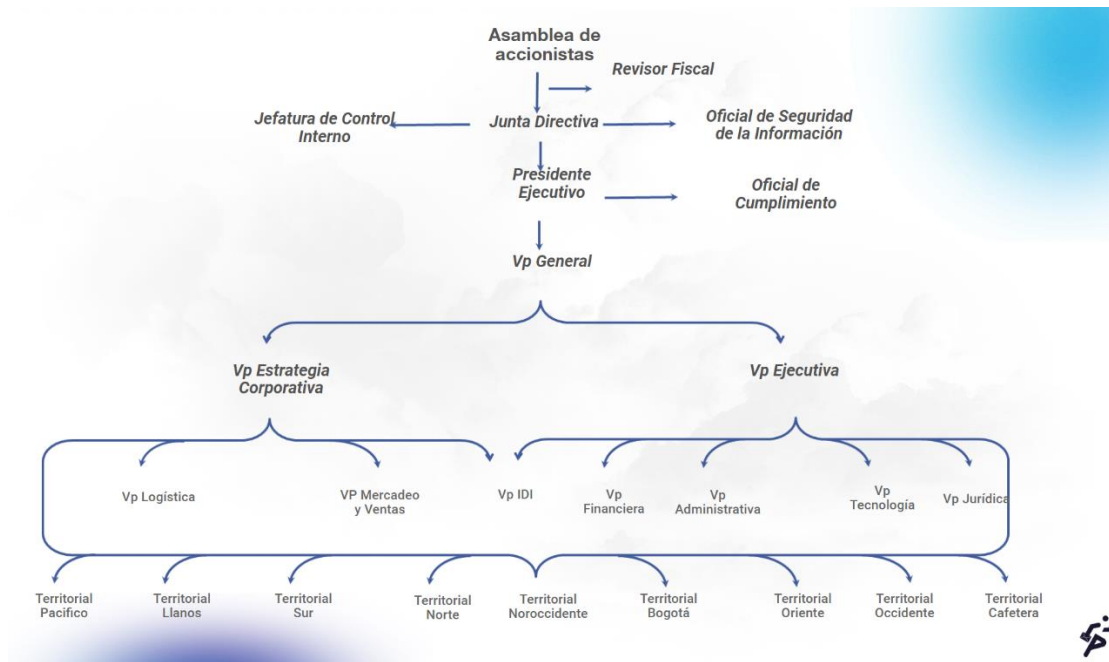 Asamblea de
accionistas
Revisor Fiscal
Jefatura de Control
Interno
Junta Directiva
Oficial de Seguridad
de la Información
Presidente
Ejecutivo
Oficial de
Cumplimiento
Vp General
Vp Estrategia
Corporativa
Vp Ejecutiva
Vp Logística
VP Mercadeo
y Ventas
Vp IDI
Vp
Financiera
Vp
Administrativa
Vp
Tecnología
Vp Jurídica
Territorial
Pacifico
Territorial
Llanos
Territorial
Sur
Territorial
Norte
Territorial
Noroccidente
Territorial
Bogotá
Territorial
Oriente
Territorial
Occidente
Territorial
Cafetera